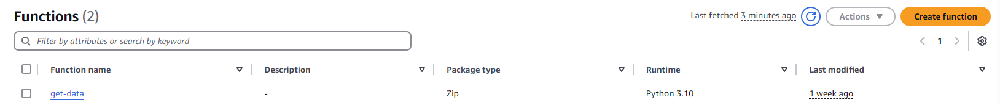 Functions (2)
Last fetched 3 minutes ago
Actions
Create function
Filter by attributes or search by keyword
1
Function name Description Package type Runtime Last modified
get-data - Zip Python 3.10 1 week ago